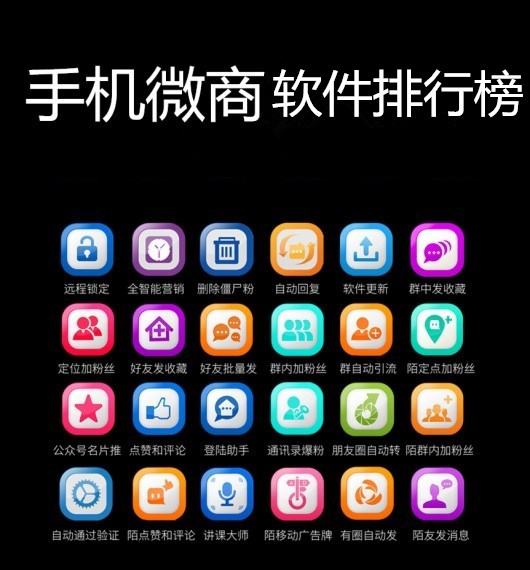 手机微商软件排行榜
远程锁定 全智能营销 删除僵尸粉 自动回复 软件更新 群中发收藏
定位加粉丝 好友发收藏 好友批量发 群内加粉丝 群自动引流 陌定点加粉丝
公众号名片推 点赞和评论 登陆助手 通讯录爆粉 朋友圈自动转 陌群内加粉丝
自动通过验证 陌点赞和评论 讲课大师 陌移动广告牌 有圈自动发 陌友发消息